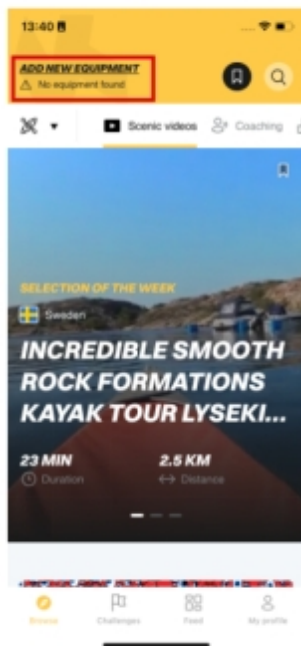 13:40
ADD NEW EQUIPMENT
No equipment found
Scenic videos
Coaching
SELECTION OF THE WEEK
Sweden
INCREDIBLE SMOOTH
ROCK FORMATIONS
KAYAK TOUR LYSEKI...
23 MIN
2.5 KM
Duration
Distance
Browse
Challenges
Feed
My profile